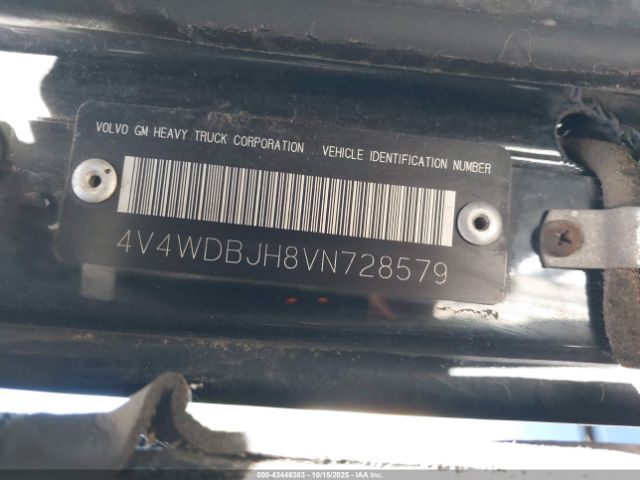 VOLVO GM HEAVY TRUCK CORPORATION . VEHICLE IDENTIFICATION NUMBER
4V4WDBJH8VN728579
000-43446383 | 10/15/2025 | IAA Inc.